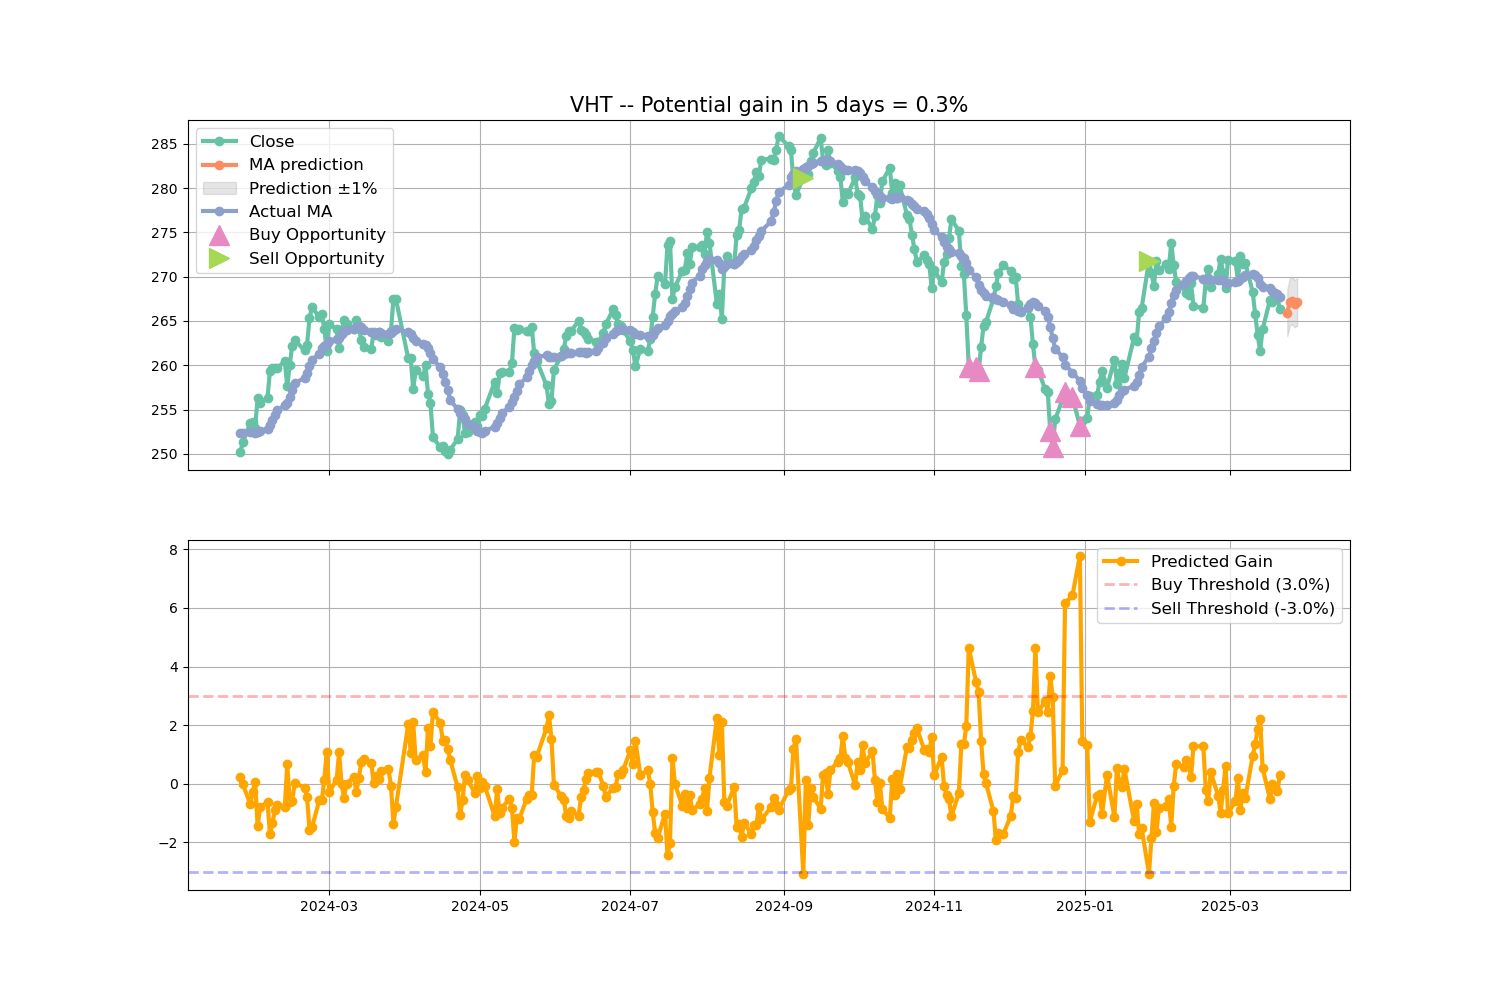 VHT -- Potential gain in 5 days = 0.3%
Close
MA prediction
Prediction ±1%
Actual MA
Buy Opportunity
Sell Opportunity
285
280
275
270
265
260
255
250
Predicted Gain
Buy Threshold (3.0%)
Sell Threshold (-3.0%)
8
6
4
2
0
−2
2024-03 2024-05 2024-07 2024-09 2024-11 2025-01 2025-03